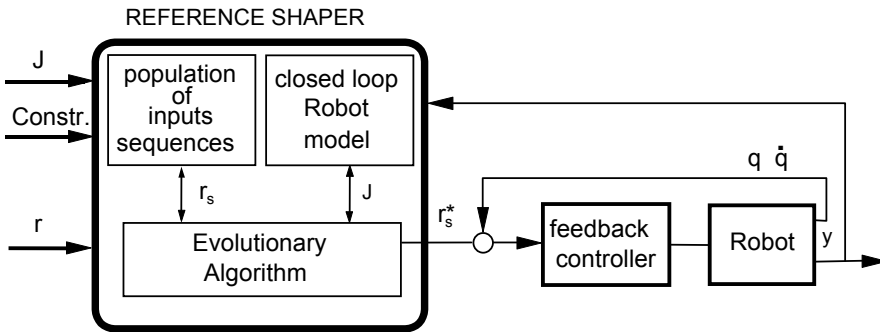 REFERENCE SHAPER
J
Constr.
r
population
of
inputs
sequences
closed loop
Robot
model
r_s
J
Evolutionary
Algorithm
r_s^*
q q̇
feedback
controller
Robot
y